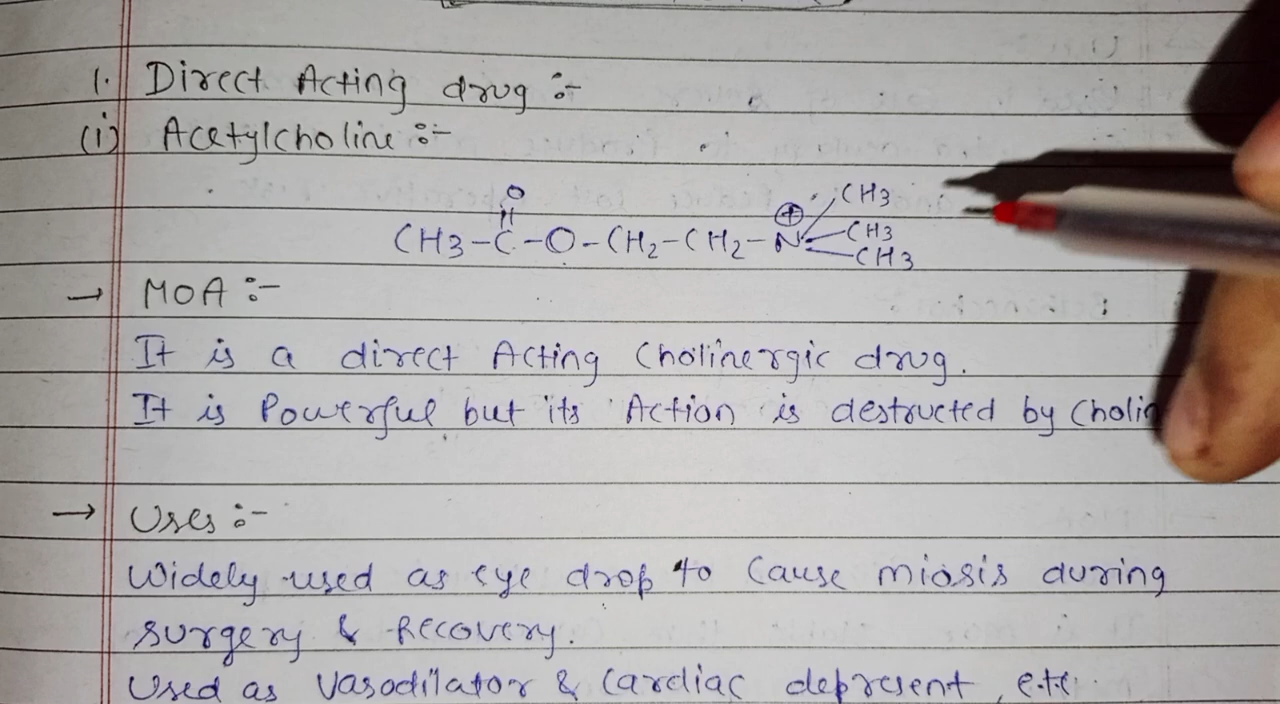 1. Direct Acting drug :-
(i) Acetylcholine :-
O
||
CH3-C-O-CH2-CH2-N⊕
CH3
CH3
CH3
→ MOA :-
It is a direct Acting Cholinergic drug.
It is Powerful but its Action is destructed by Cholin
→ Uses :-
Widely used as eye drop to Cause miosis during
surgery & Recovery.
Used as vasodilator & Cardiac depresent, etc.